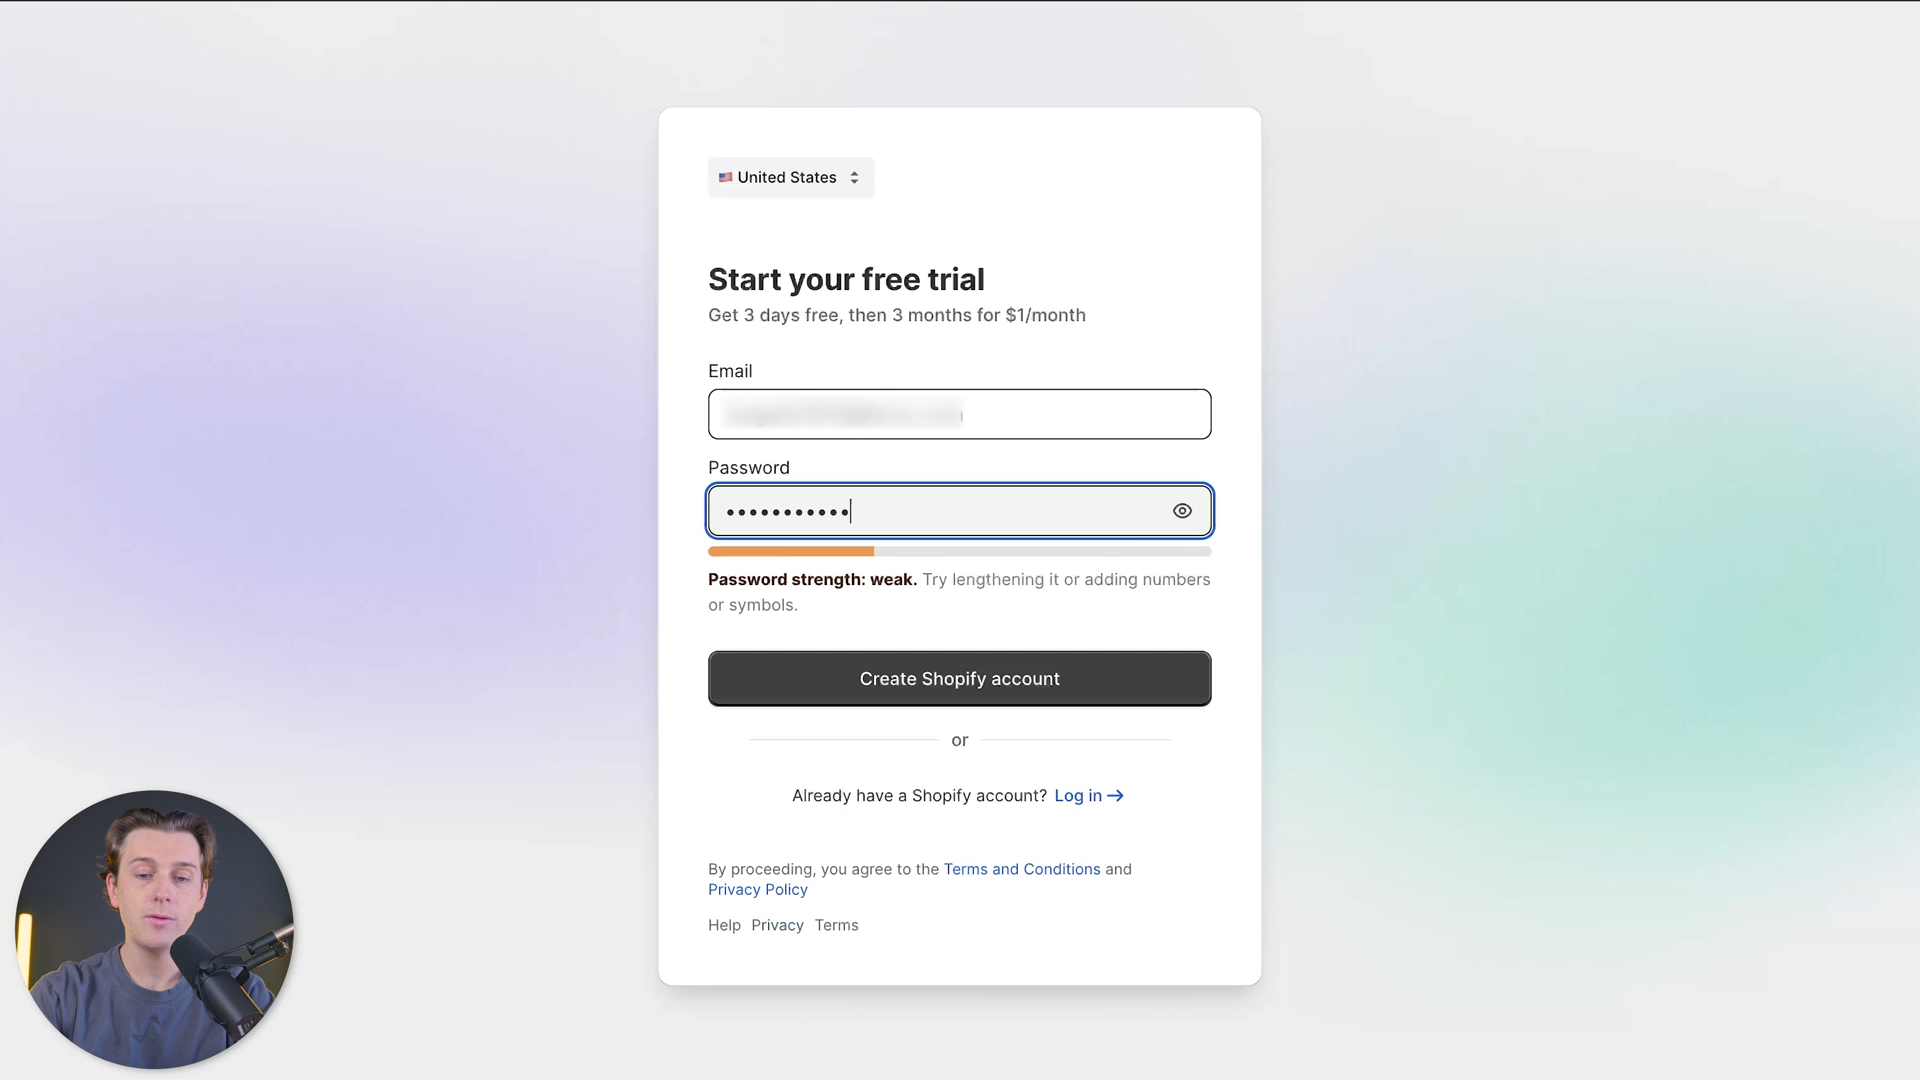 United States
Start your free trial
Get 3 days free, then 3 months for $1/month
Email
Password
•••••••••••
Password strength: weak. Try lengthening it or adding numbers
or symbols.
Create Shopify account
or
Already have a Shopify account? Log in →
By proceeding, you agree to the Terms and Conditions and
Privacy Policy
Help Privacy Terms